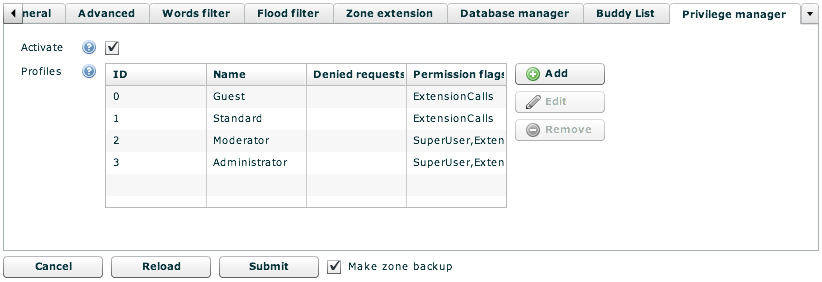 neral Advanced Words filter Flood filter Zone extension Database manager Buddy List Privilege manager
Activate
Profiles
ID Name Denied requests Permission flags
0 Guest ExtensionCalls
1 Standard ExtensionCalls
2 Moderator SuperUser,Exten
3 Administrator SuperUser,Exten
Add
Edit
Remove
Cancel Reload Submit Make zone backup